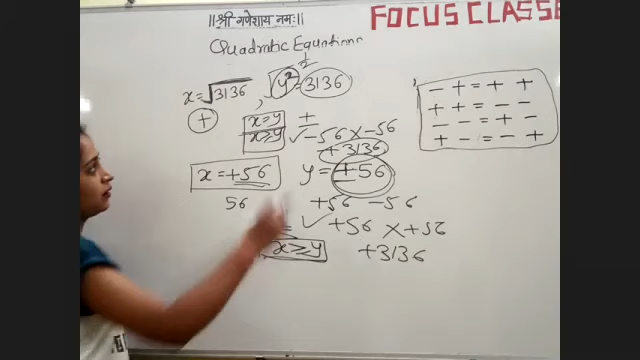 ||श्री गणेशाय नमः||
FOCUS CLASSE
Quadratic Equations
x=√3136 , √y²=3136
+
x=y +
x≥y ✓-56 × -56
+3136
x = +56 y = ±56
56 +56 -56
= ✓ +56 × +56
x≥y +3136
- + = + +
+ + = - -
- - = + -
+ - = - +